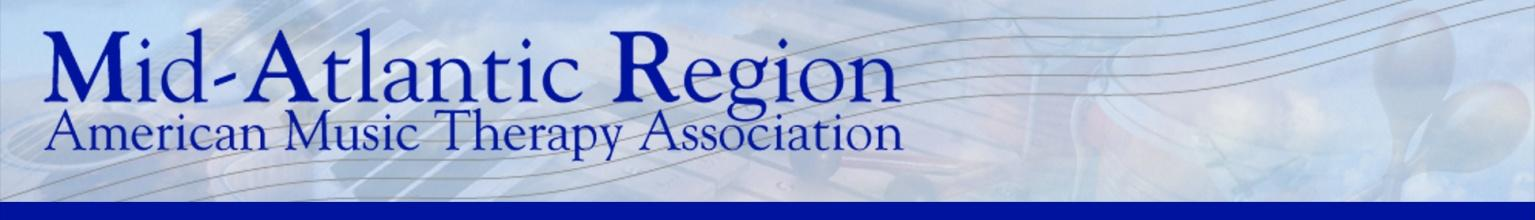 Mid-Atlantic Region
American Music Therapy Association